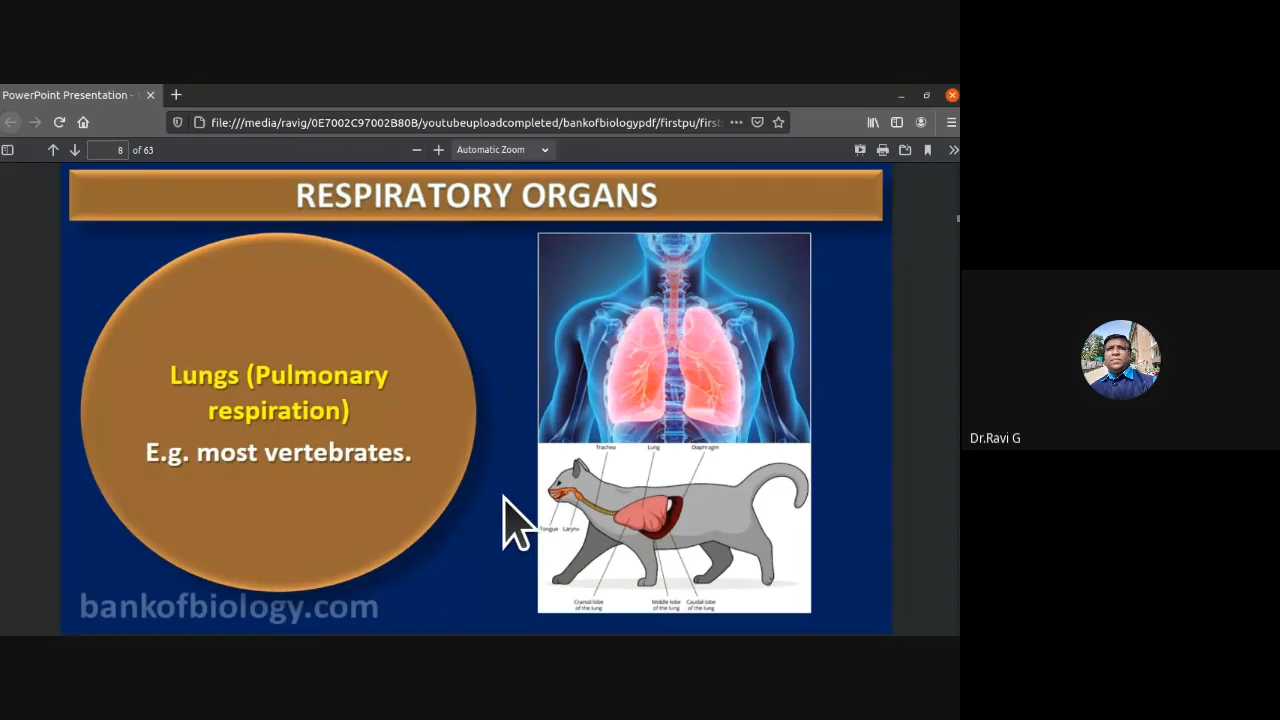 PowerPoint Presentation -
file:///media/ravig/0E7002C97002B80B/youtubeuploadcompleted/bankofbiologypdf/firstpu/first
8 of 63
Automatic Zoom
RESPIRATORY ORGANS
Lungs (Pulmonary
respiration)
E.g. most vertebrates.
Trachea Lung Diaphragm
Tongue Larynx
Cranial lobe
of the lung
Middle lobe
of the lung
Caudal lobe
of the lung
bankofbiology.com
Dr.Ravi G